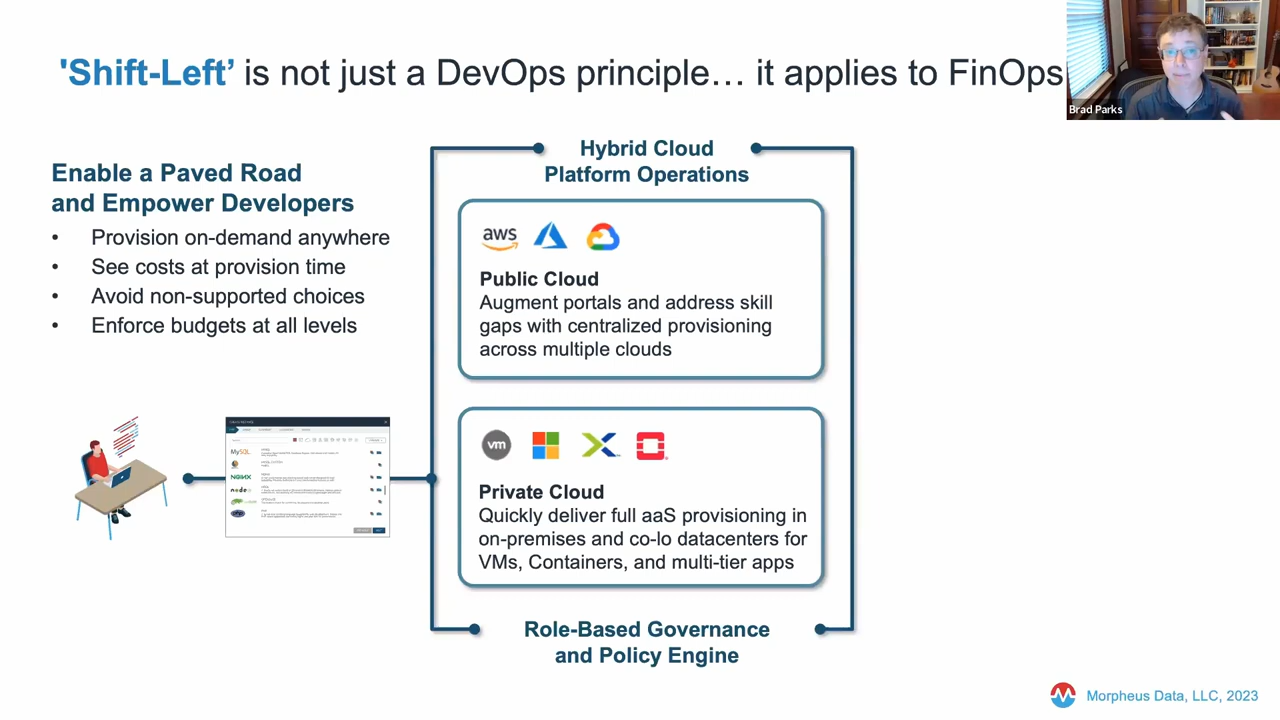 'Shift-Left' is not just a DevOps principle… it applies to FinOps
Brad Parks
Enable a Paved Road
and Empower Developers
• Provision on-demand anywhere
• See costs at provision time
• Avoid non-supported choices
• Enforce budgets at all levels
MySQL
NGINX
node
php
Hybrid Cloud
Platform Operations
aws
Public Cloud
Augment portals and address skill
gaps with centralized provisioning
across multiple clouds
vm
Private Cloud
Quickly deliver full aaS provisioning in
on-premises and co-lo datacenters for
VMs, Containers, and multi-tier apps
Role-Based Governance
and Policy Engine
Morpheus Data, LLC, 2023